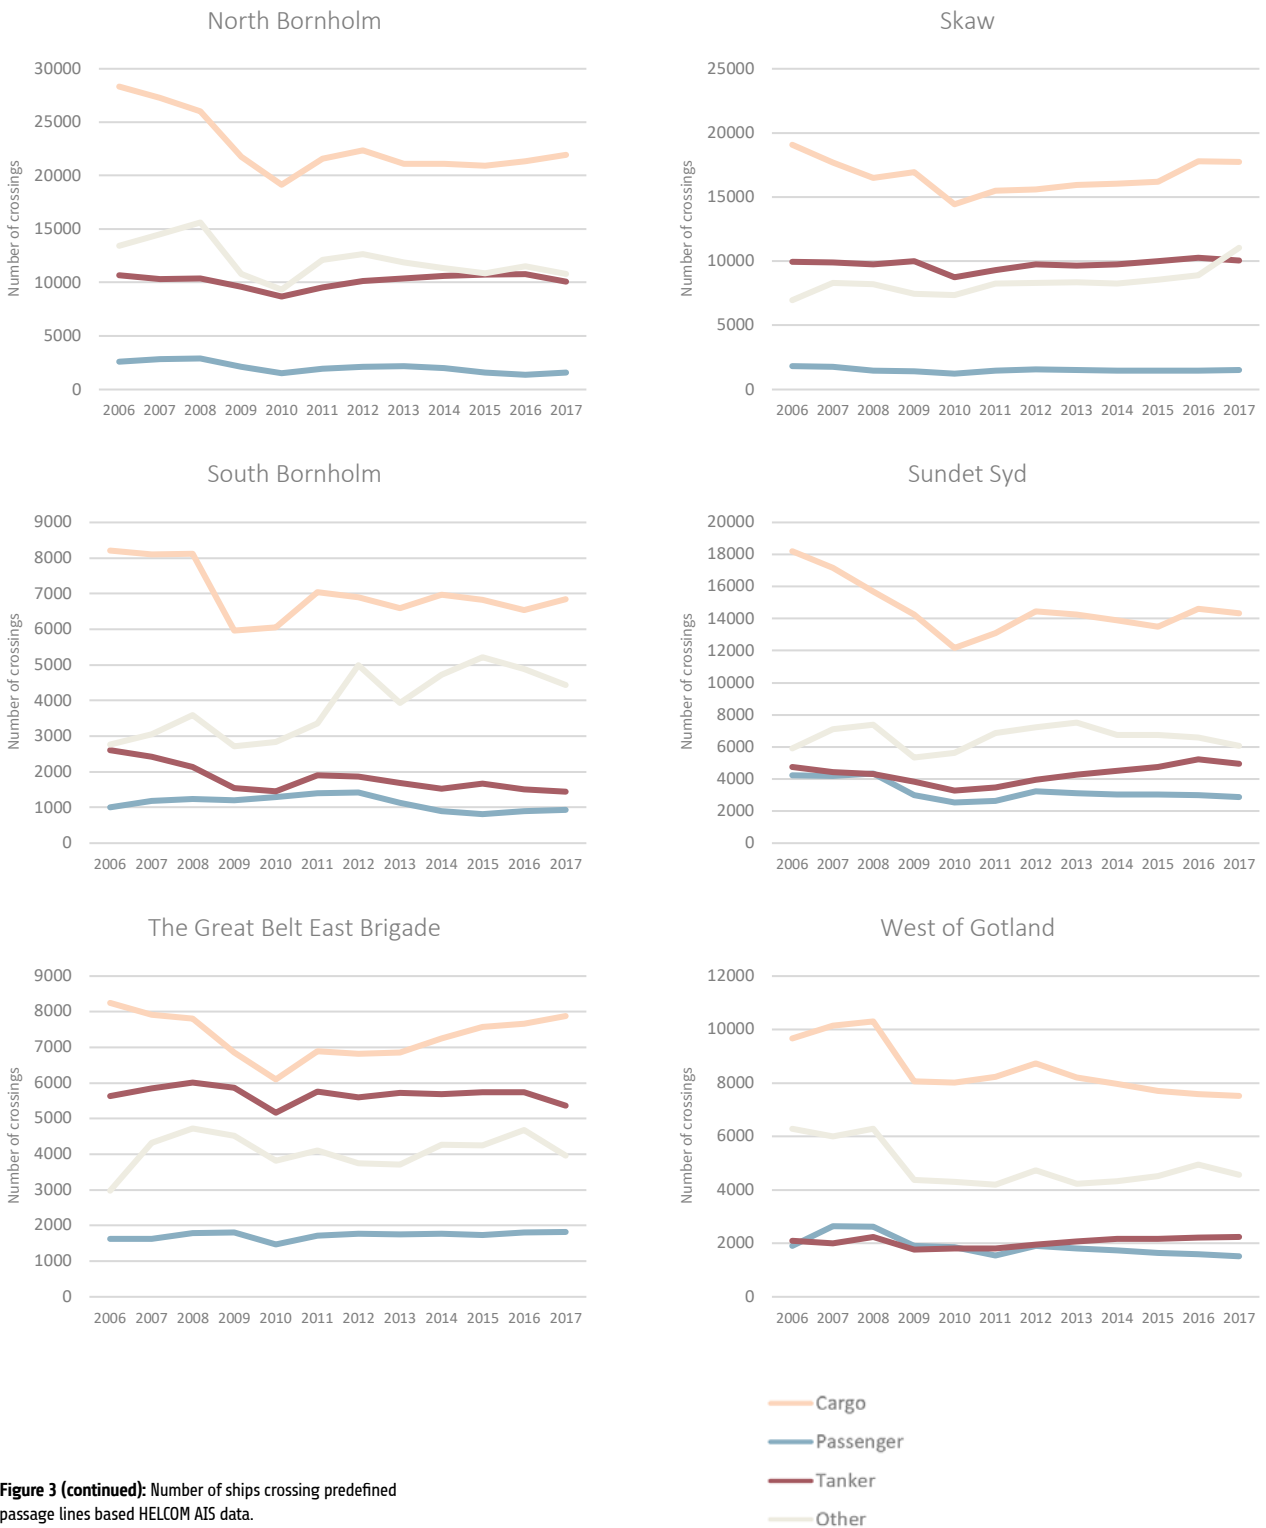 North Bornholm
Number of crossings
30000
25000
20000
15000
10000
5000
0
2006 2007 2008 2009 2010 2011 2012 2013 2014 2015 2016 2017
Skaw
Number of crossings
25000
20000
15000
10000
5000
0
2006 2007 2008 2009 2010 2011 2012 2013 2014 2015 2016 2017
South Bornholm
Number of crossings
9000
8000
7000
6000
5000
4000
3000
2000
1000
0
2006 2007 2008 2009 2010 2011 2012 2013 2014 2015 2016 2017
Sundet Syd
Number of crossings
20000
18000
16000
14000
12000
10000
8000
6000
4000
2000
0
2006 2007 2008 2009 2010 2011 2012 2013 2014 2015 2016 2017
The Great Belt East Brigade
Number of crossings
9000
8000
7000
6000
5000
4000
3000
2000
1000
0
2006 2007 2008 2009 2010 2011 2012 2013 2014 2015 2016 2017
West of Gotland
Number of crossings
12000
10000
8000
6000
4000
2000
0
2006 2007 2008 2009 2010 2011 2012 2013 2014 2015 2016 2017
Cargo
Passenger
Tanker
Other
Figure 3 (continued): Number of ships crossing predefined
passage lines based HELCOM AIS data.